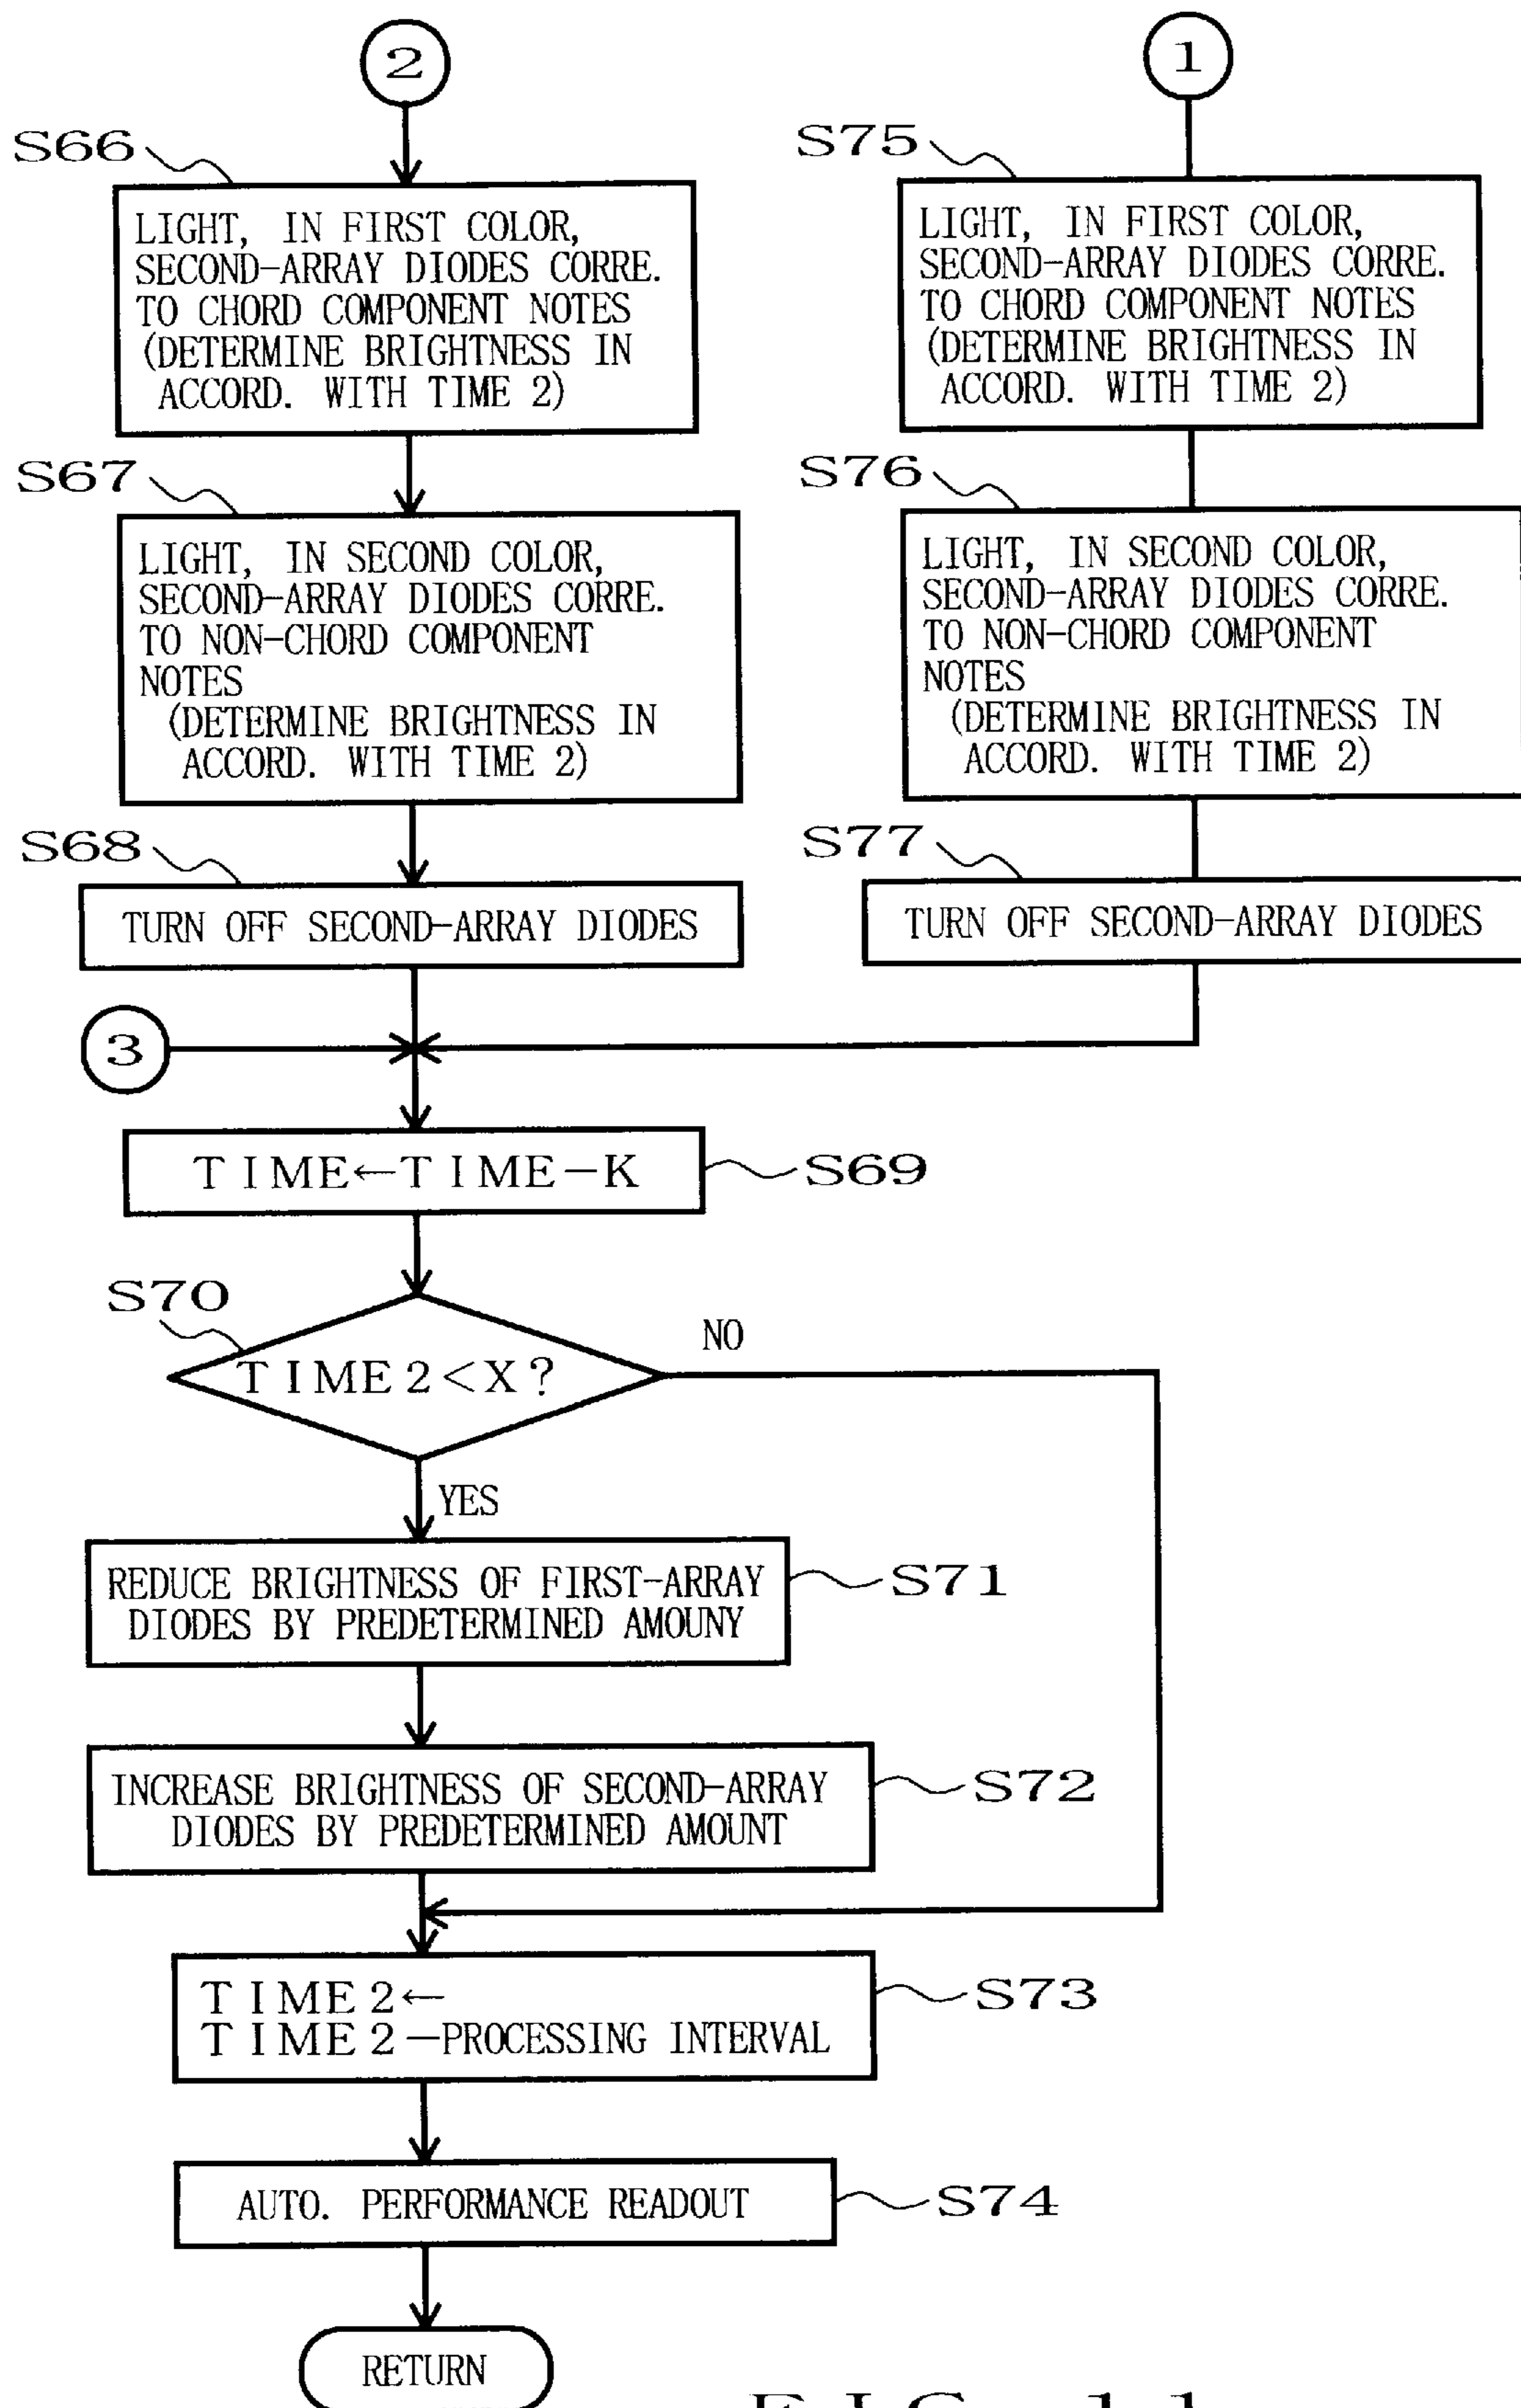 2
1
S66
LIGHT, IN FIRST COLOR,
SECOND-ARRAY DIODES CORRE.
TO CHORD COMPONENT NOTES
(DETERMINE BRIGHTNESS IN
ACCORD. WITH TIME 2)
S75
LIGHT, IN FIRST COLOR,
SECOND-ARRAY DIODES CORRE.
TO CHORD COMPONENT NOTES
(DETERMINE BRIGHTNESS IN
ACCORD. WITH TIME 2)
S67
LIGHT, IN SECOND COLOR,
SECOND-ARRAY DIODES CORRE.
TO NON-CHORD COMPONENT
NOTES
(DETERMINE BRIGHTNESS IN
ACCORD. WITH TIME 2)
S76
LIGHT, IN SECOND COLOR,
SECOND-ARRAY DIODES CORRE.
TO NON-CHORD COMPONENT
NOTES
(DETERMINE BRIGHTNESS IN
ACCORD. WITH TIME 2)
S68
TURN OFF SECOND-ARRAY DIODES
S77
TURN OFF SECOND-ARRAY DIODES
3
TIME←TIME-K
S69
S70
TIME2<X?
NO
YES
REDUCE BRIGHTNESS OF FIRST-ARRAY
DIODES BY PREDETERMINED AMOUNY
S71
INCREASE BRIGHTNESS OF SECOND-ARRAY
DIODES BY PREDETERMINED AMOUNT
S72
TIME2←
TIME2-PROCESSING INTERVAL
S73
AUTO. PERFORMANCE READOUT
S74
RETURN